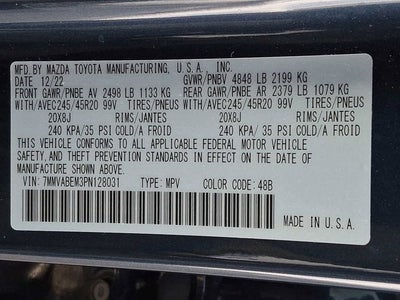 MFD.BY MAZDA TOYOTA MANUFACTURING, U.S.A., INC.
DATE 12/22 GVWR/PNBV 4848 LB 2199 KG
FRONT GAWR/PNBE AV 2498 LB 1133 KG REAR GAWR/PNBE AR 2379 LB 1079 KG
WITH/AVEC245/45R20 99V TIRES/PNEUS WITH/AVEC245/45R20 99V TIRES/PNEUS
20X8J RIMS/JANTES 20X8J RIMS/JANTES
240 KPA/35 PSI COLD/A FROID 240 KPA/35 PSI COLD/A FROID
THIS VEHICLE CONFORMS TO ALL APPLICABLE FEDERAL MOTOR VEHICLE
SAFETY, AND THEFT PREVENTION STANDARDS IN EFFECT ON THE DATE OF
MANUFACTURE SHOWN ABOVE.
VIN: 7MMVABEM3PN128031 TYPE: MPV COLOR CODE: 48B
MADE IN U.S.A.